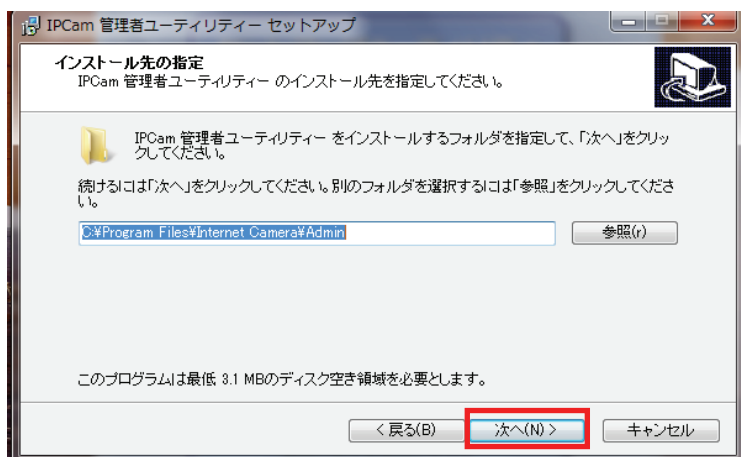 IPCam 管理者ユーティリティー セットアップ
インストール先の指定
IPCam 管理者ユーティリティー のインストール先を指定してください。
IPCam 管理者ユーティリティー をインストールするフォルダを指定して、「次へ」をクリッ
クしてください。
続けるには「次へ」をクリックしてください。別のフォルダを選択するには「参照」をクリックしてくださ
い。
C:¥Program Files¥Internet Camera¥Admin
参照(r)
このプログラムは最低 3.1 MBのディスク空き領域を必要とします。
< 戻る(B) 次へ(N) > キャンセル